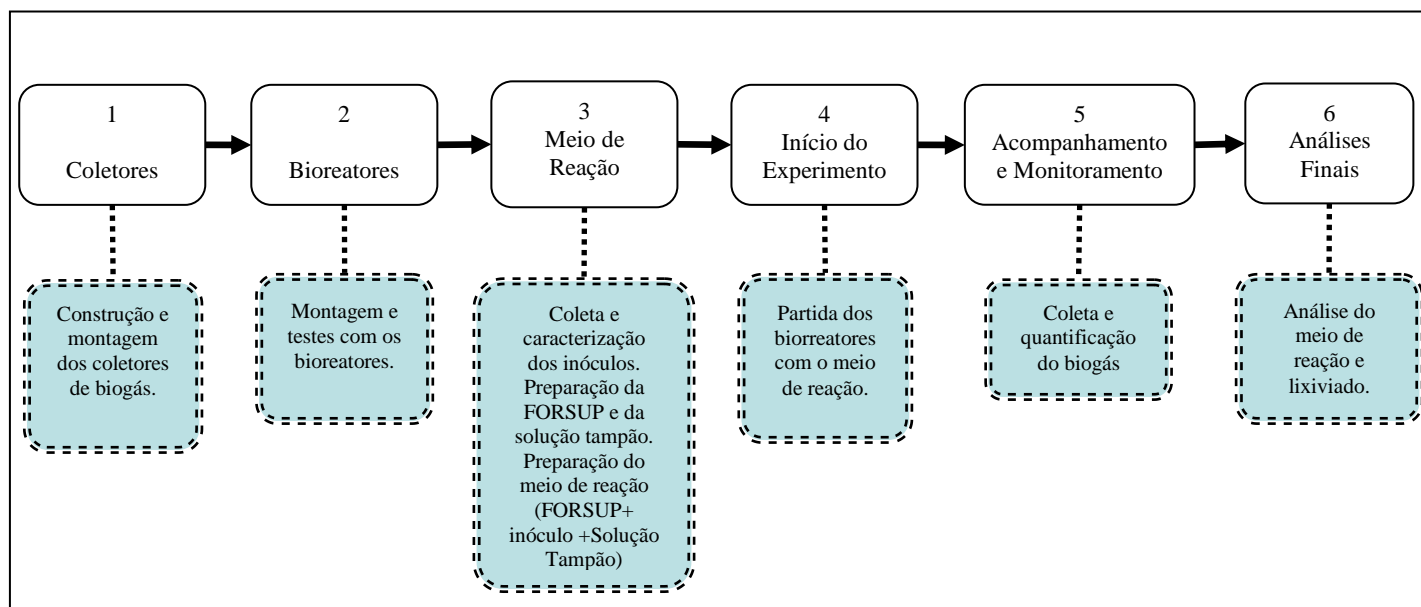 1
Coletores
2
Bioreatores
3
Meio de
Reação
4
Início do
Experimento
5
Acompanhamento
e Monitoramento
6
Análises
Finais
Construção e
montagem
dos coletores
de biogás.
Montagem e
testes com os
bioreatores.
Coleta e
caracterização
dos inóculos.
Preparação da
FORSUP e da
solução tampão.
Preparação do
meio de reação
(FORSUP+
inóculo +Solução
Tampão)
Partida dos
biorreatores
com o meio
de reação.
Coleta e
quantificação
do biogás
Análise do
meio de
reação e
lixiviado.